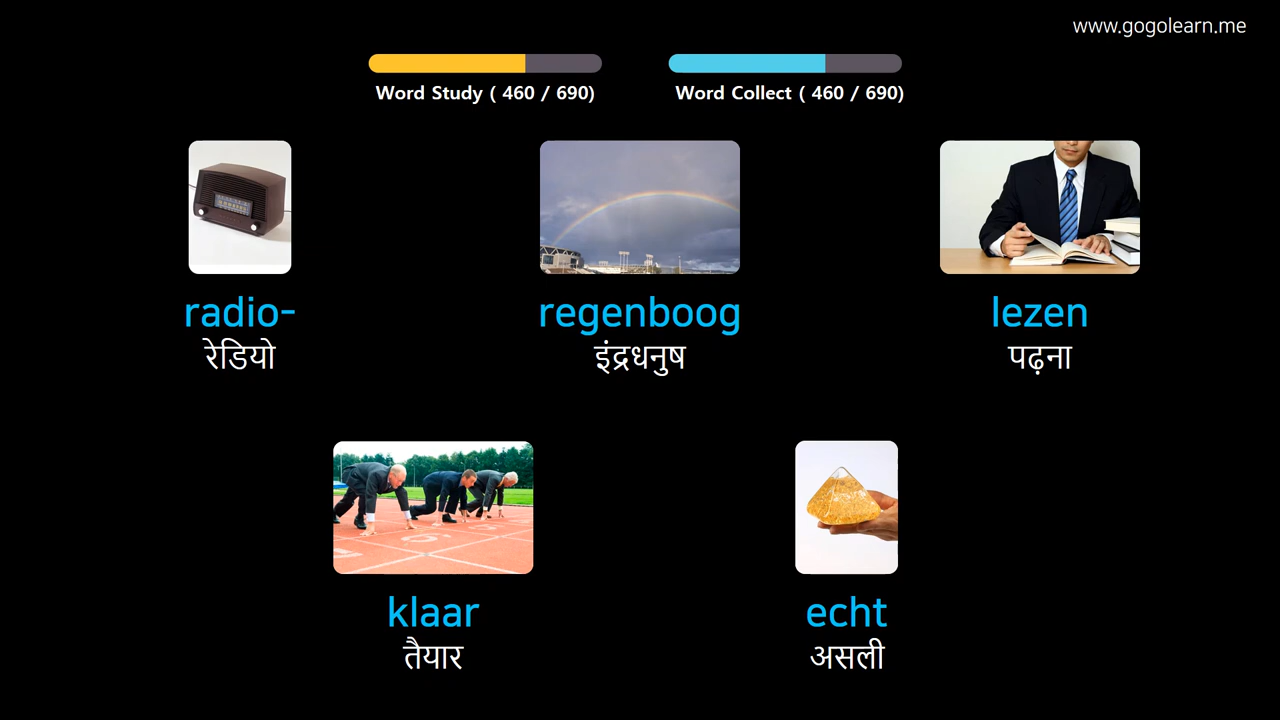 www.gogolearn.me
Word Study ( 460 / 690)
Word Collect ( 460 / 690)
radio-
रेडियो
regenboog
इंद्रधनुष
lezen
पढ़ना
klaar
तैयार
echt
असली